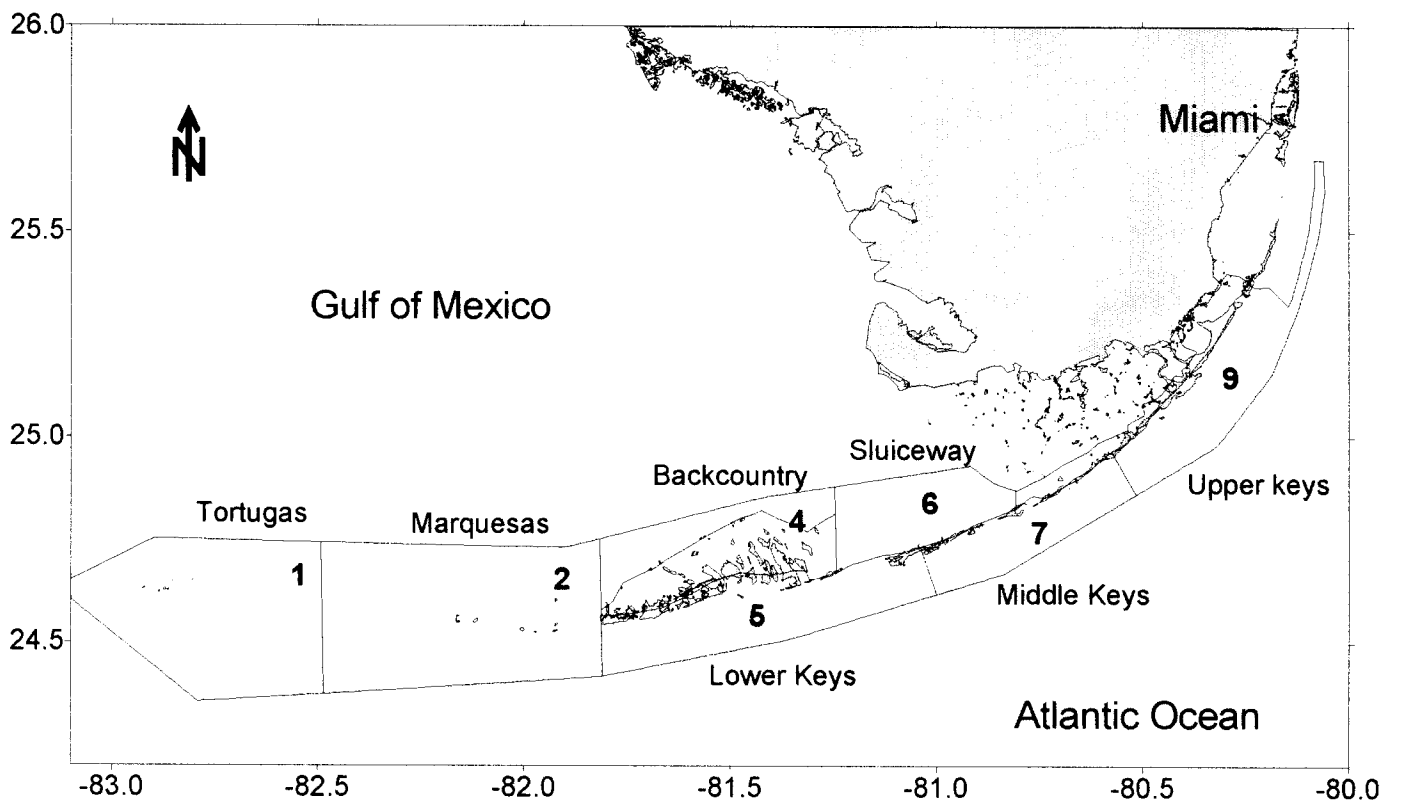 26.0
Miami
N
25.5
Gulf of Mexico
9
25.0
Sluiceway
Backcountry
Upper keys
6
4
Tortugas
Marquesas
7
1
2
Middle Keys
5
24.5
Lower Keys
Atlantic Ocean
-83.0 -82.5 -82.0 -81.5 -81.0 -80.5 -80.0